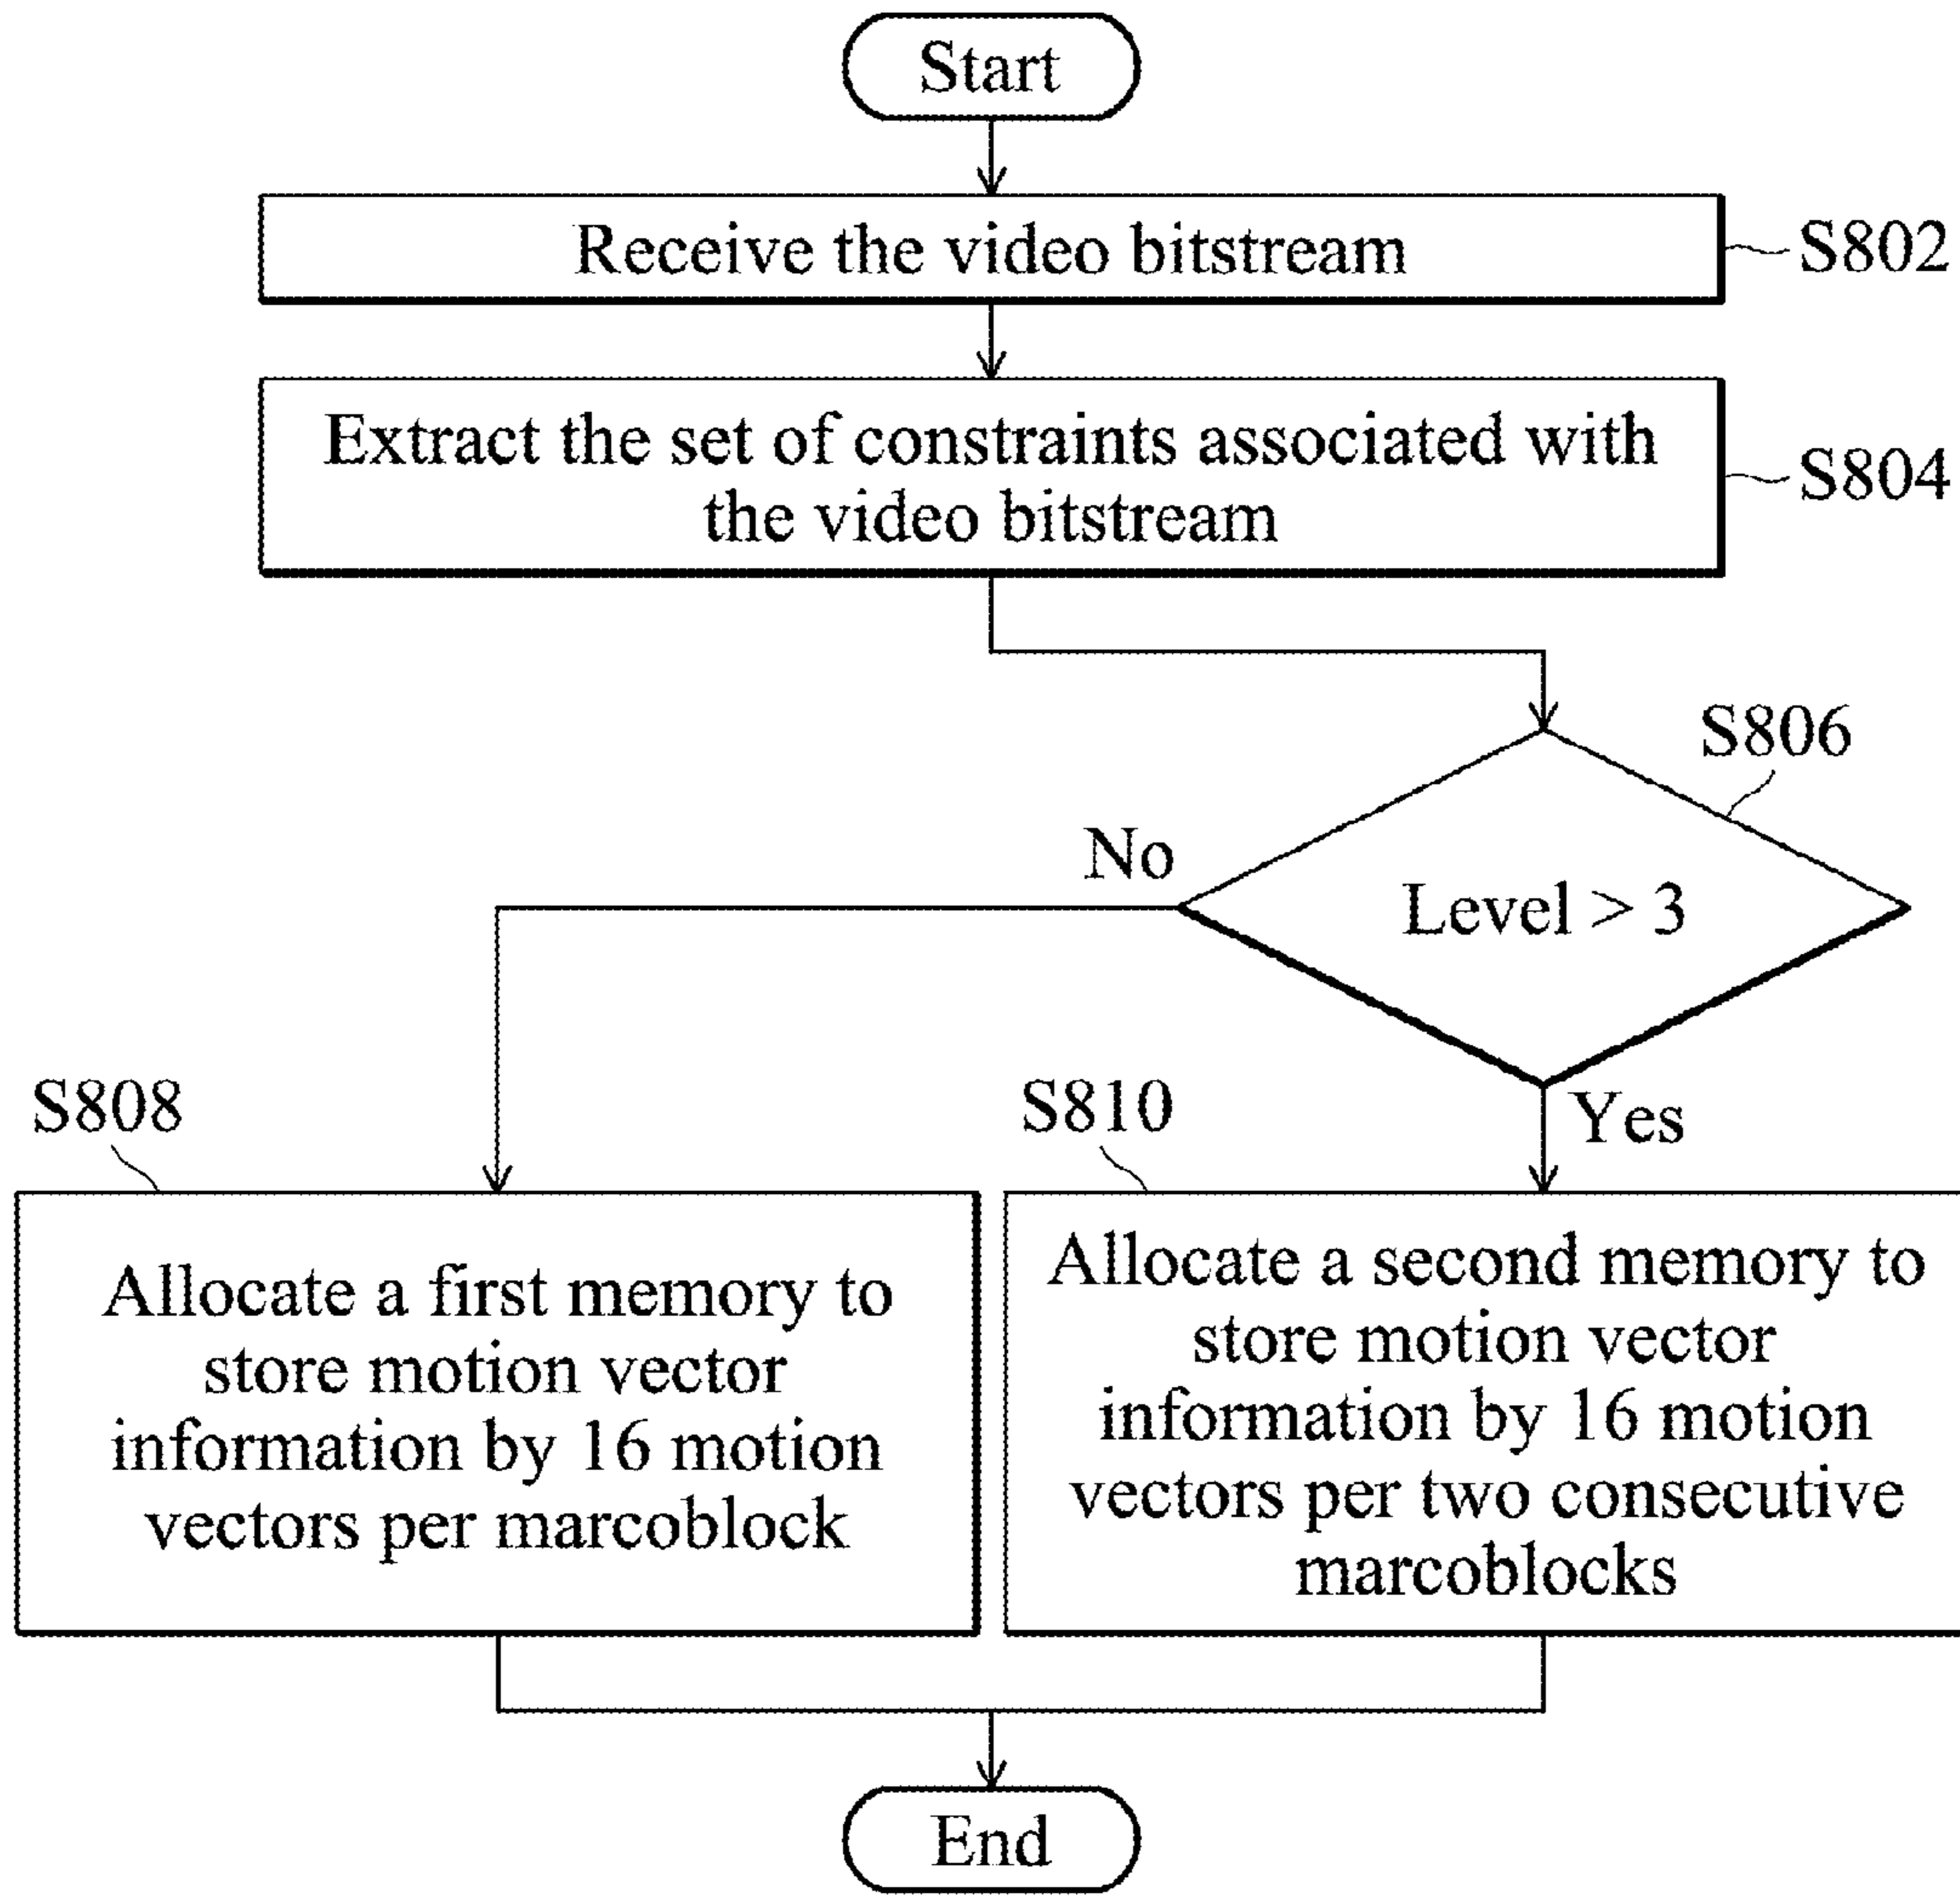 Start
Receive the video bitstream
S802
Extract the set of constraints associated with
the video bitstream
S804
S806
Level > 3
No
Yes
S808
Allocate a first memory to
store motion vector
information by 16 motion
vectors per marcoblock
S810
Allocate a second memory to
store motion vector
information by 16 motion
vectors per two consecutive
marcoblocks
End